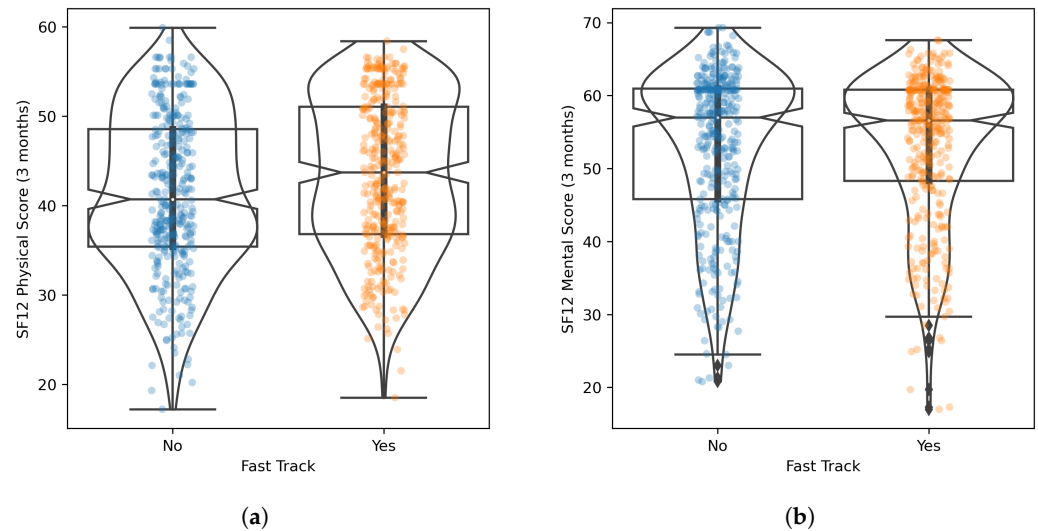 SF12 Physical Score (3 months)
60
50
40
30
20
No
Yes
Fast Track
(a)
SF12 Mental Score (3 months)
70
60
50
40
30
20
No
Yes
Fast Track
(b)